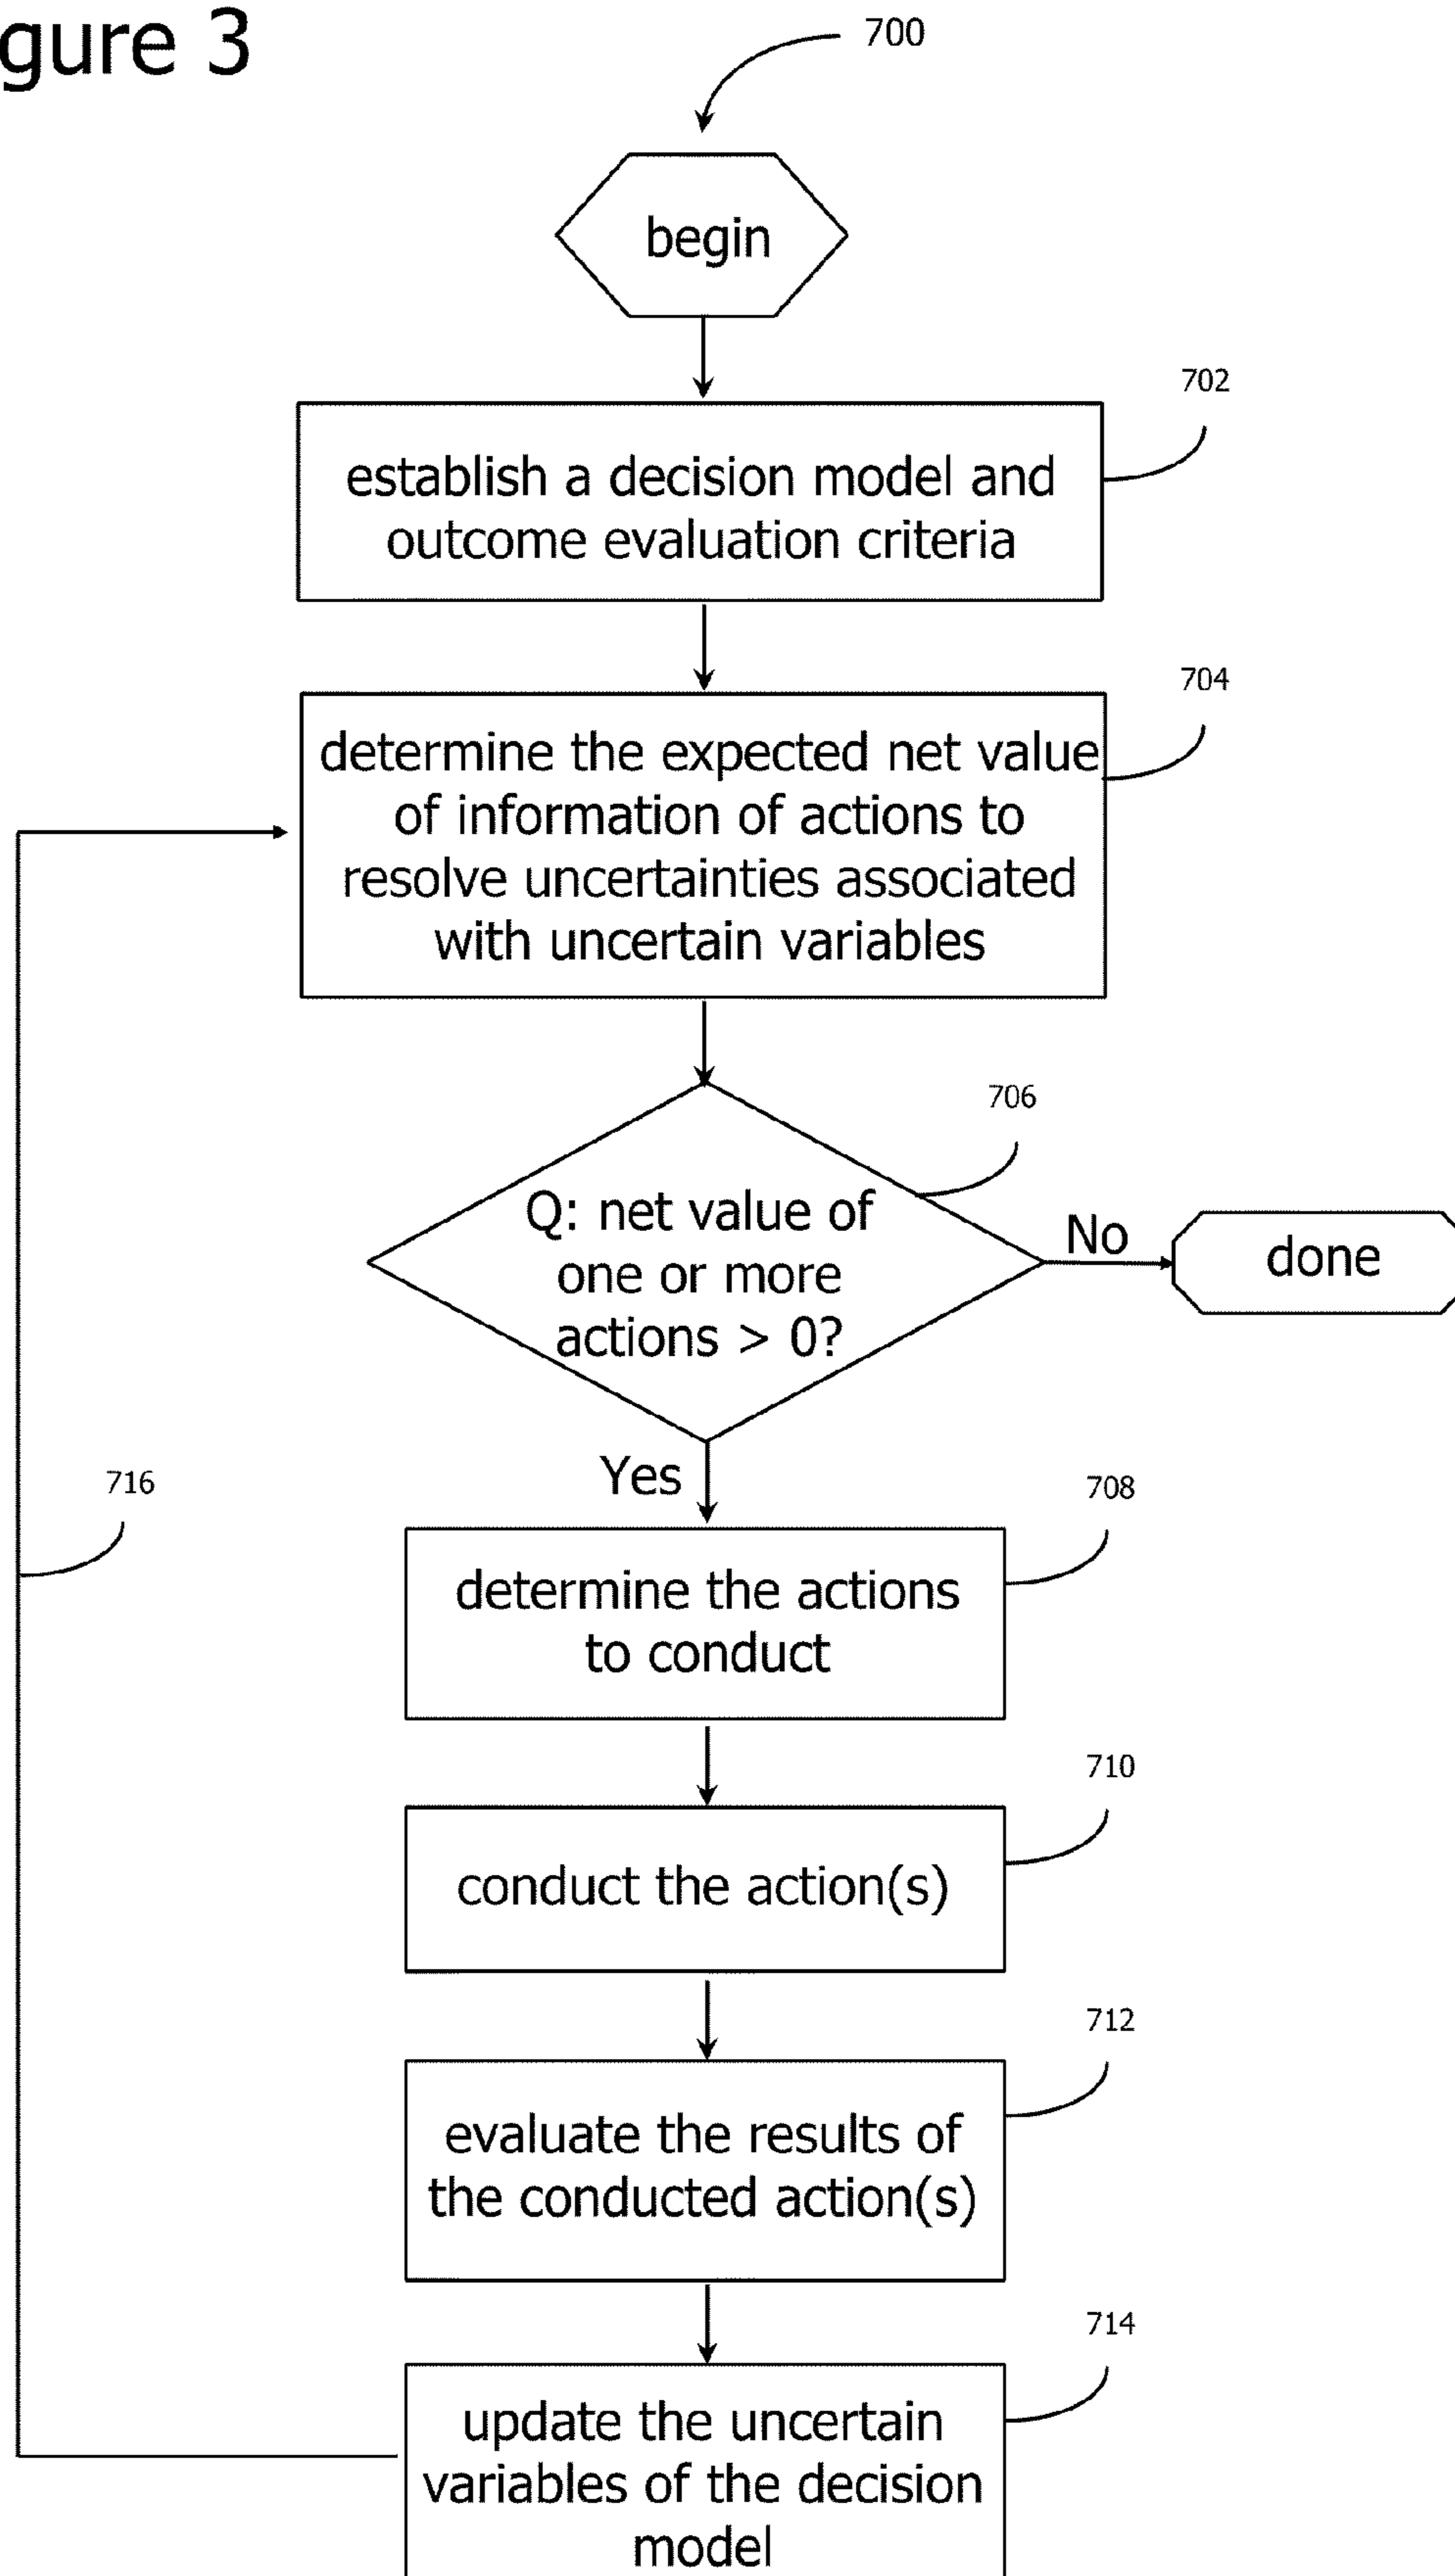 gure 3
700
begin
702
establish a decision model and
outcome evaluation criteria
704
determine the expected net value
of information of actions to
resolve uncertainties associated
with uncertain variables
706
Q: net value of
one or more
actions > 0?
No
done
Yes
716
708
determine the actions
to conduct
710
conduct the action(s)
712
evaluate the results of
the conducted action(s)
714
update the uncertain
variables of the decision
model